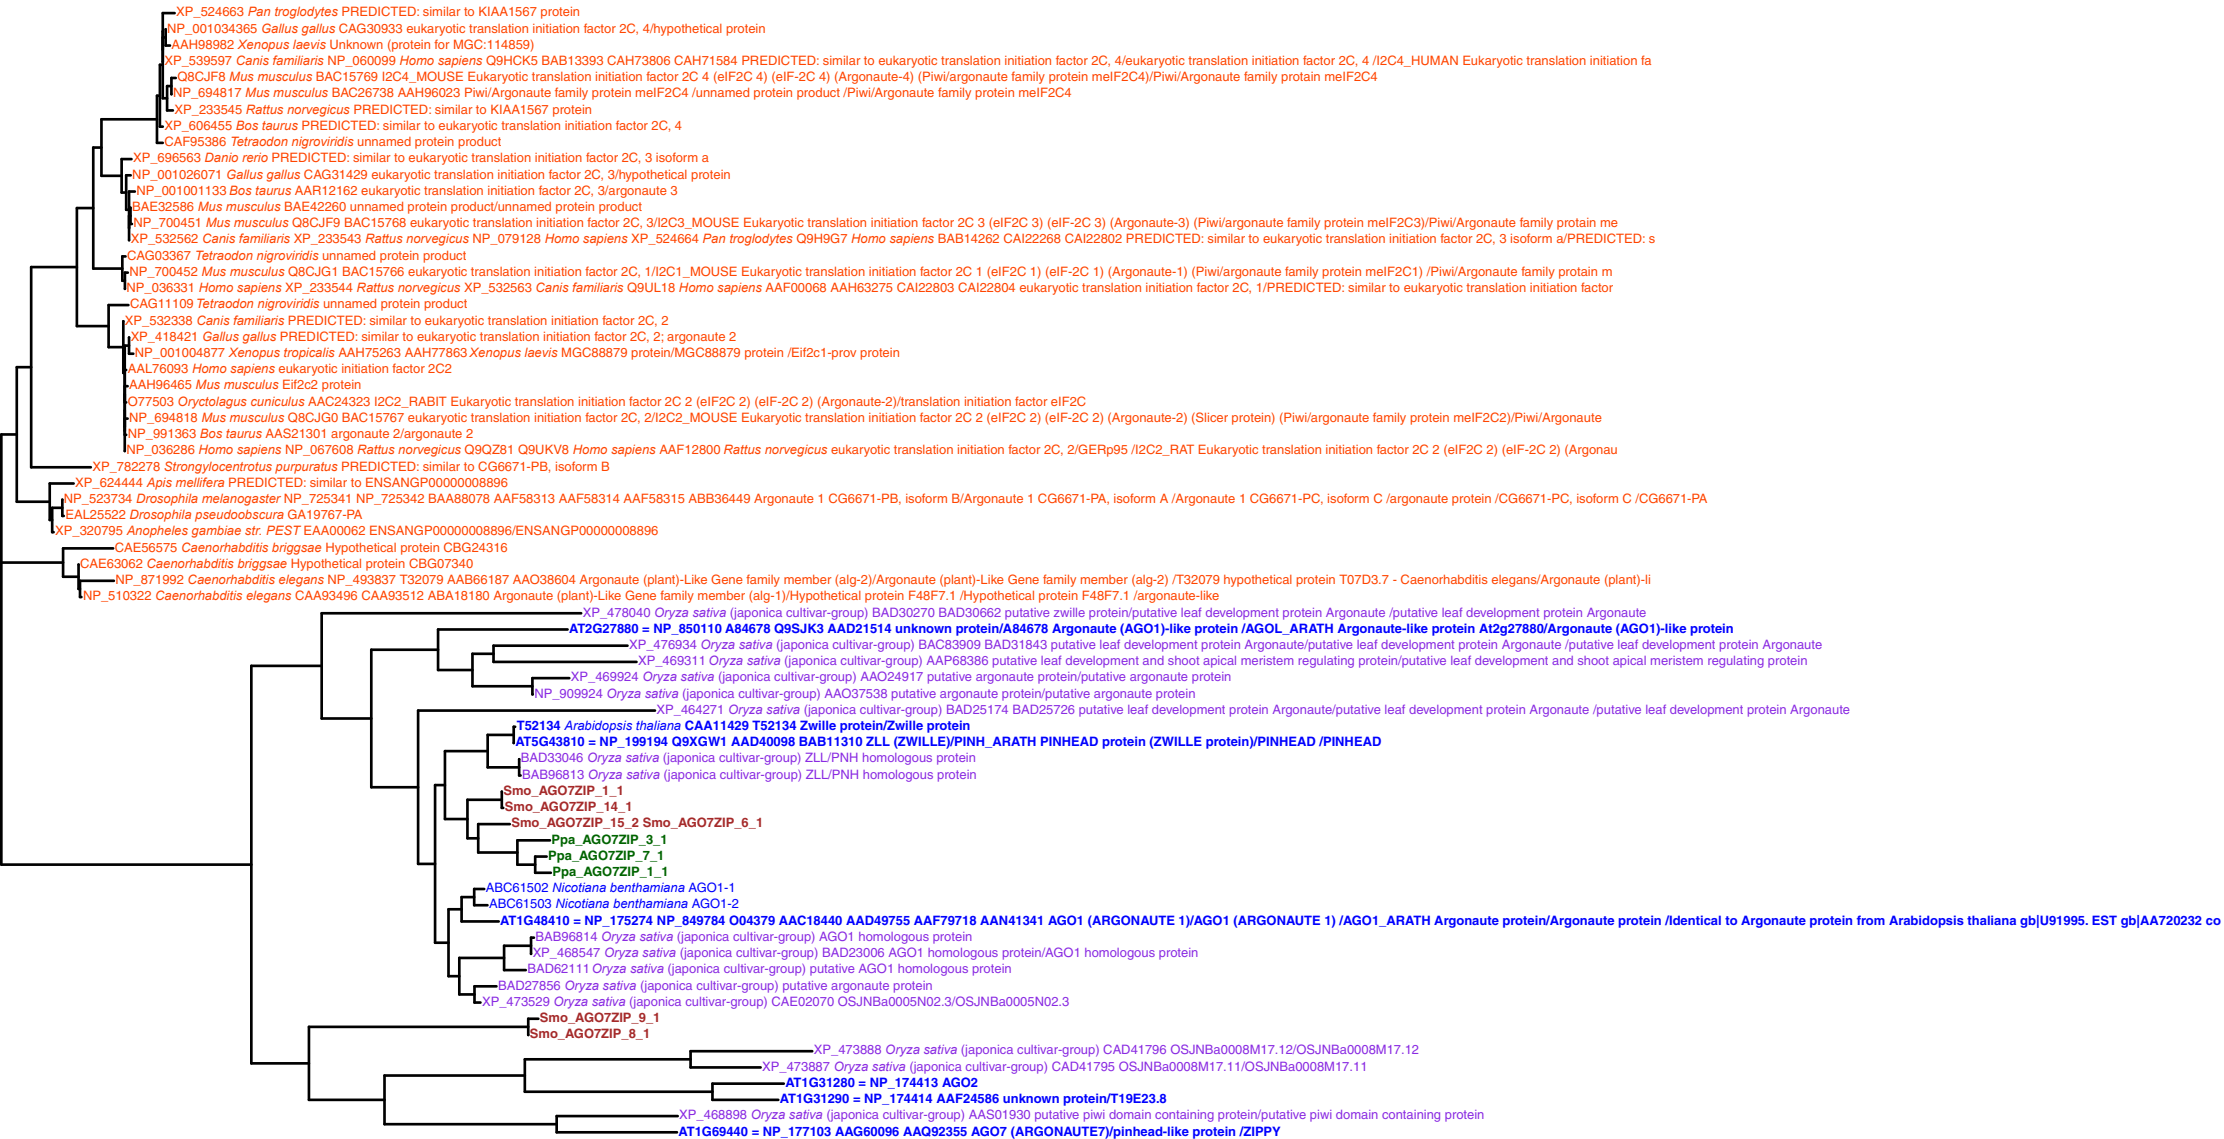 XP_524663 Pan troglodytes PREDICTED: similar to KIAA1567 protein
NP_001034365 Gallus gallus CAG30933 eukaryotic translation initiation factor 2C, 4/hypothetical protein
AAH98982 Xenopus laevis Unknown (protein for MGC:114859)
XP_539597 Canis familiaris NP_060099 Homo sapiens Q9HCK5 BAB13393 CAH73806 CAH71584 PREDICTED: similar to eukaryotic translation initiation factor 2C, 4/eukaryotic translation initiation factor 2C, 4 /I2C4_HUMAN Eukaryotic translation initiation fa
Q8CJF8 Mus musculus BAC15769 I2C4_MOUSE Eukaryotic translation initiation factor 2C 4 (eIF2C 4) (eIF-2C 4) (Argonaute-4) (Piwi/argonaute family protein meIF2C4)/Piwi/Argonaute family protain meIF2C4
NP_694817 Mus musculus BAC26738 AAH96023 Piwi/Argonaute family protein meIF2C4 /unnamed protein product /Piwi/Argonaute family protein meIF2C4
XP_233545 Rattus norvegicus PREDICTED: similar to KIAA1567 protein
XP_606455 Bos taurus PREDICTED: similar to eukaryotic translation initiation factor 2C, 4
CAF95386 Tetraodon nigroviridis unnamed protein product
XP_696563 Danio rerio PREDICTED: similar to eukaryotic translation initiation factor 2C, 3 isoform a
NP_001026071 Gallus gallus CAG31429 eukaryotic translation initiation factor 2C, 3/hypothetical protein
NP_001001133 Bos taurus AAR12162 eukaryotic translation initiation factor 2C, 3/argonaute 3
BAE32586 Mus musculus BAE42260 unnamed protein product/unnamed protein product
NP_700451 Mus musculus Q8CJF9 BAC15768 eukaryotic translation initiation factor 2C, 3/I2C3_MOUSE Eukaryotic translation initiation factor 2C 3 (eIF2C 3) (eIF-2C 3) (Argonaute-3) (Piwi/argonaute family protein meIF2C3)/Piwi/Argonaute family protain me
XP_532562 Canis familiaris XP_233543 Rattus norvegicus NP_079128 Homo sapiens XP_524664 Pan troglodytes Q9H9G7 Homo sapiens BAB14262 CAI22268 CAI22802 PREDICTED: similar to eukaryotic translation initiation factor 2C, 3 isoform a/PREDICTED: s
CAG03367 Tetraodon nigroviridis unnamed protein product
NP_700452 Mus musculus Q8CJG1 BAC15766 eukaryotic translation initiation factor 2C, 1/I2C1_MOUSE Eukaryotic translation initiation factor 2C 1 (eIF2C 1) (eIF-2C 1) (Argonaute-1) (Piwi/argonaute family protein meIF2C1) /Piwi/Argonaute family protain m
NP_036331 Homo sapiens XP_233544 Rattus norvegicus XP_532563 Canis familiaris Q9UL18 Homo sapiens AAF00068 AAH63275 CAI22803 CAI22804 eukaryotic translation initiation factor 2C, 1/PREDICTED: similar to eukaryotic translation initiation factor
CAG11109 Tetraodon nigroviridis unnamed protein product
XP_532338 Canis familiaris PREDICTED: similar to eukaryotic translation initiation factor 2C, 2
XP_418421 Gallus gallus PREDICTED: similar to eukaryotic translation initiation factor 2C, 2; argonaute 2
NP_001004877 Xenopus tropicalis AAH75263 AAH77863 Xenopus laevis MGC88879 protein/MGC88879 protein /Eif2c1-prov protein
AAL76093 Homo sapiens eukaryotic initiation factor 2C2
AAH96465 Mus musculus Eif2c2 protein
O77503 Oryctolagus cuniculus AAC24323 I2C2_RABIT Eukaryotic translation initiation factor 2C 2 (eIF2C 2) (eIF-2C 2) (Argonaute-2)/translation initiation factor eIF2C
NP_694818 Mus musculus Q8CJG0 BAC15767 eukaryotic translation initiation factor 2C, 2/I2C2_MOUSE Eukaryotic translation initiation factor 2C 2 (eIF2C 2) (eIF-2C 2) (Argonaute-2) (Slicer protein) (Piwi/argonaute family protein meIF2C2)/Piwi/Argonaute
NP_991363 Bos taurus AAS21301 argonaute 2/argonaute 2
NP_036286 Homo sapiens NP_067608 Rattus norvegicus Q9QZ81 Q9UKV8 Homo sapiens AAF12800 Rattus norvegicus eukaryotic translation initiation factor 2C, 2/GERp95 /I2C2_RAT Eukaryotic translation initiation factor 2C 2 (eIF2C 2) (eIF-2C 2) (Argonau
XP_782278 Strongylocentrotus purpuratus PREDICTED: similar to CG6671-PB, isoform B
XP_624444 Apis mellifera PREDICTED: similar to ENSANGP00000008896
NP_523734 Drosophila melanogaster NP_725341 NP_725342 BAA88078 AAF58313 AAF58314 AAF58315 ABB36449 Argonaute 1 CG6671-PB, isoform B/Argonaute 1 CG6671-PA, isoform A /Argonaute 1 CG6671-PC, isoform C /argonaute protein /CG6671-PC, isoform C /CG6671-PA
EAL25522 Drosophila pseudoobscura GA19767-PA
XP_320795 Anopheles gambiae str. PEST EAA00062 ENSANGP00000008896/ENSANGP00000008896
CAE56575 Caenorhabditis briggsae Hypothetical protein CBG24316
CAE63062 Caenorhabditis briggsae Hypothetical protein CBG07340
NP_871992 Caenorhabditis elegans NP_493837 T32079 AAB66187 AAO38604 Argonaute (plant)-Like Gene family member (alg-2)/Argonaute (plant)-Like Gene family member (alg-2) /T32079 hypothetical protein T07D3.7 - Caenorhabditis elegans/Argonaute (plant)-li
NP_510322 Caenorhabditis elegans CAA93496 CAA93512 ABA18180 Argonaute (plant)-Like Gene family member (alg-1)/Hypothetical protein F48F7.1 /Hypothetical protein F48F7.1 /argonaute-like
XP_478040 Oryza sativa (japonica cultivar-group) BAD30270 BAD30662 putative zwille protein/putative leaf development protein Argonaute /putative leaf development protein Argonaute
AT2G27880 = NP_850110 A84678 Q9SJK3 AAD21514 unknown protein/A84678 Argonaute (AGO1)-like protein /AGOL_ARATH Argonaute-like protein At2g27880/Argonaute (AGO1)-like protein
XP_476934 Oryza sativa (japonica cultivar-group) BAC83909 BAD31843 putative leaf development protein Argonaute/putative leaf development protein Argonaute /putative leaf development protein Argonaute
XP_469311 Oryza sativa (japonica cultivar-group) AAP68386 putative leaf development and shoot apical meristem regulating protein/putative leaf development and shoot apical meristem regulating protein
XP_469924 Oryza sativa (japonica cultivar-group) AAO24917 putative argonaute protein/putative argonaute protein
NP_909924 Oryza sativa (japonica cultivar-group) AAO37538 putative argonaute protein/putative argonaute protein
XP_464271 Oryza sativa (japonica cultivar-group) BAD25174 BAD25726 putative leaf development protein Argonaute/putative leaf development protein Argonaute /putative leaf development protein Argonaute
T52134 Arabidopsis thaliana CAA11429 T52134 Zwille protein/Zwille protein
AT5G43810 = NP_199194 Q9XGW1 AAD40098 BAB11310 ZLL (ZWILLE)/PINH_ARATH PINHEAD protein (ZWILLE protein)/PINHEAD /PINHEAD
BAD33046 Oryza sativa (japonica cultivar-group) ZLL/PNH homologous protein
BAB96813 Oryza sativa (japonica cultivar-group) ZLL/PNH homologous protein
Smo_AGO7ZIP_1_1
Smo_AGO7ZIP_14_1
Smo_AGO7ZIP_15_2 Smo_AGO7ZIP_6_1
Ppa_AGO7ZIP_3_1
Ppa_AGO7ZIP_7_1
Ppa_AGO7ZIP_1_1
ABC61502 Nicotiana benthamiana AGO1-1
ABC61503 Nicotiana benthamiana AGO1-2
AT1G48410 = NP_175274 NP_849784 O04379 AAC18440 AAD49755 AAF79718 AAN41341 AGO1 (ARGONAUTE 1)/AGO1 (ARGONAUTE 1) /AGO1_ARATH Argonaute protein/Argonaute protein /Identical to Argonaute protein from Arabidopsis thaliana gb|U91995. EST gb|AA720232 co
BAB96814 Oryza sativa (japonica cultivar-group) AGO1 homologous protein
XP_468547 Oryza sativa (japonica cultivar-group) BAD23006 AGO1 homologous protein/AGO1 homologous protein
BAD62111 Oryza sativa (japonica cultivar-group) putative AGO1 homologous protein
BAD27856 Oryza sativa (japonica cultivar-group) putative argonaute protein
XP_473529 Oryza sativa (japonica cultivar-group) CAE02070 OSJNBa0005N02.3/OSJNBa0005N02.3
Smo_AGO7ZIP_9_1
Smo_AGO7ZIP_8_1
XP_473888 Oryza sativa (japonica cultivar-group) CAD41796 OSJNBa0008M17.12/OSJNBa0008M17.12
XP_473887 Oryza sativa (japonica cultivar-group) CAD41795 OSJNBa0008M17.11/OSJNBa0008M17.11
AT1G31280 = NP_174413 AGO2
AT1G31290 = NP_174414 AAF24586 unknown protein/T19E23.8
XP_468898 Oryza sativa (japonica cultivar-group) AAS01930 putative piwi domain containing protein/putative piwi domain containing protein
AT1G69440 = NP_177103 AAG60096 AAQ92355 AGO7 (ARGONAUTE7)/pinhead-like protein /ZIPPY